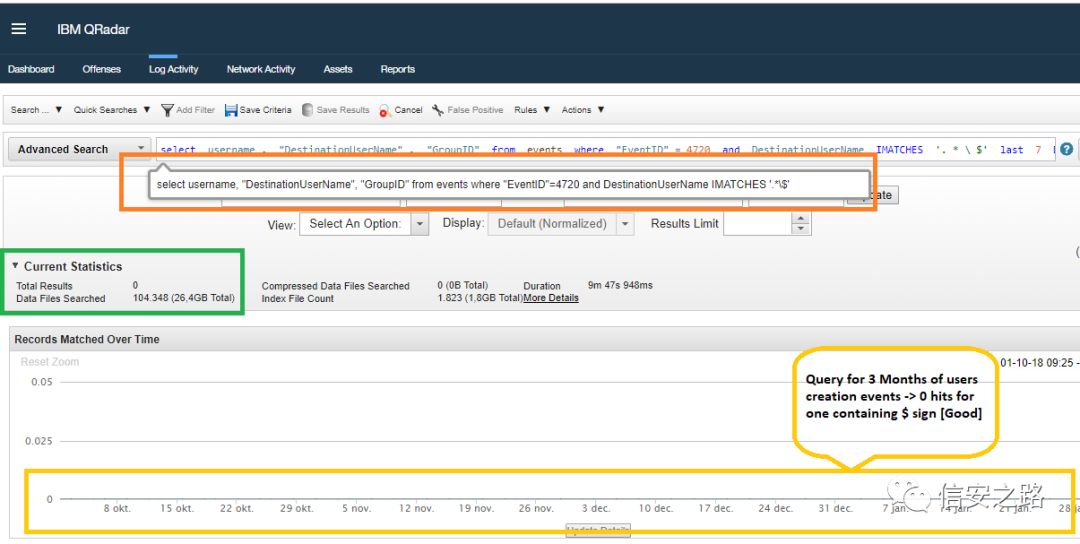 IBM QRadar
Dashboard Offenses Log Activity Network Activity Assets Reports
Search ... Quick Searches Add Filter Save Criteria Save Results Cancel False Positive Rules Actions
Advanced Search select username , "DestinationUserName" , "GroupID" from events where "EventID" = 4720 and DestinationUserName IMATCHES '. * \ $' last 7
select username, "DestinationUserName", "GroupID" from events where "EventID"=4720 and DestinationUserName IMATCHES '.*\$'
View: Select An Option: Display: Default (Normalized) Results Limit
Current Statistics
Total Results 0 Compressed Data Files Searched 0 (0B Total) Duration 9m 47s 948ms
Data Files Searched 104.348 (26,4GB Total) Index File Count 1.823 (1,8GB Total) More Details
Records Matched Over Time
Reset Zoom 01-10-18 09:25 -
Query for 3 Months of users
creation events -> 0 hits for
one containing $ sign [Good]
0.05
0.025
0
8 okt. 15 okt. 22 okt. 29 okt. 5 nov. 12 nov. 19 nov. 26 nov. 3 dec. 10 dec. 17 dec. 24 dec. 31 dec. 7 jan. 14 jan. 21 jan. 28
Update Details
信安之路